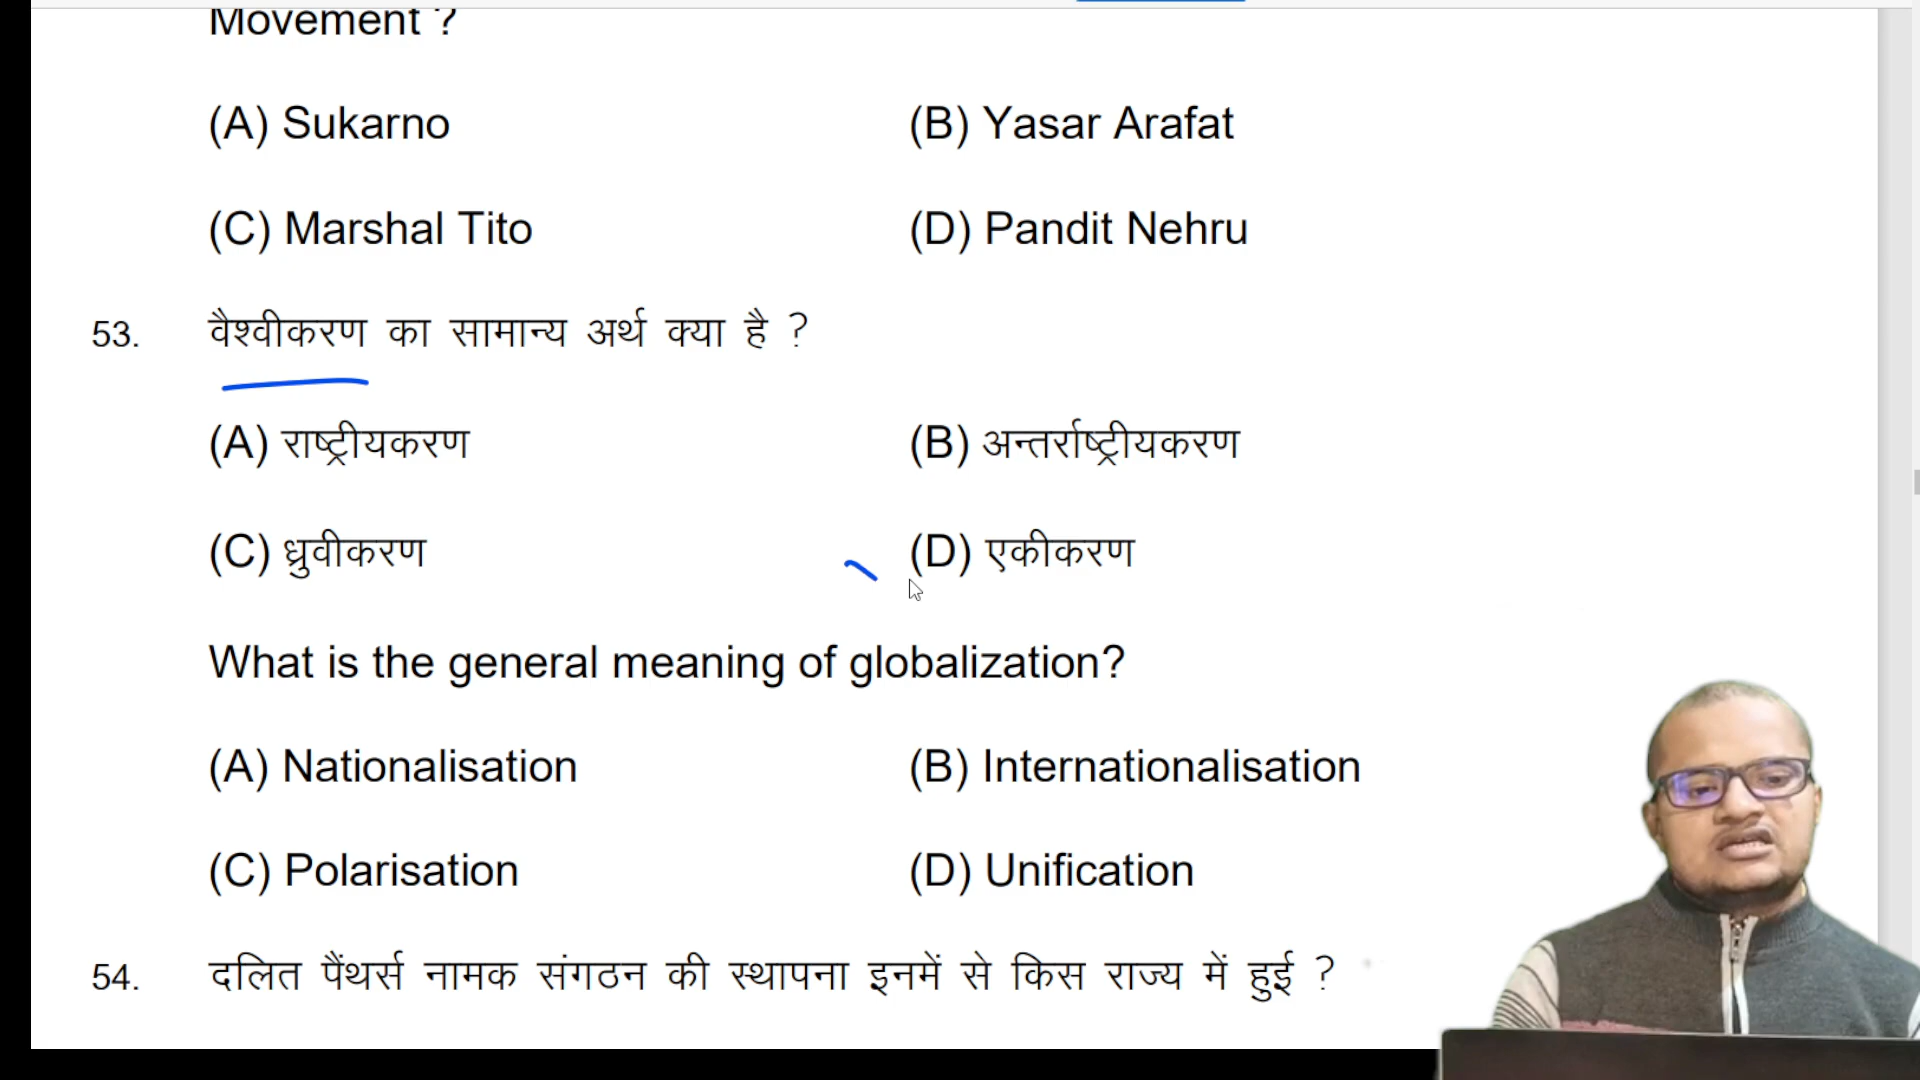 Movement ?
(A) Sukarno (B) Yasar Arafat
(C) Marshal Tito (D) Pandit Nehru
53. वैश्वीकरण का सामान्य अर्थ क्या है ?
(A) राष्ट्रीयकरण (B) अन्तर्राष्ट्रीयकरण
(C) ध्रुवीकरण (D) एकीकरण
What is the general meaning of globalization?
(A) Nationalisation (B) Internationalisation
(C) Polarisation (D) Unification
54. दलित पैंथर्स नामक संगठन की स्थापना इनमें से किस राज्य में हुई ?